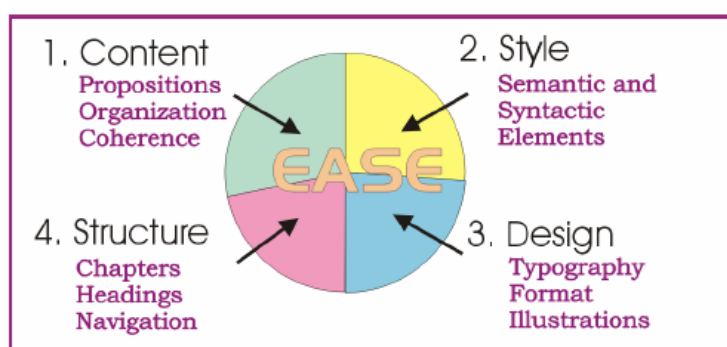 1. Content
Propositions
Organization
Coherence
2. Style
Semantic and
Syntactic
Elements
EASE
4. Structure
Chapters
Headings
Navigation
3. Design
Typography
Format
Illustrations